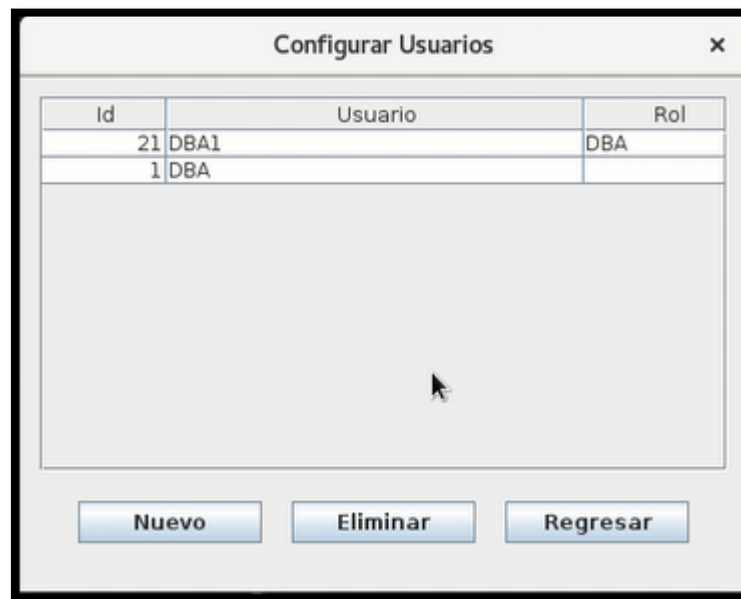 Configurar Usuarios ×
Id Usuario Rol
21 DBA1 DBA
1 DBA
Nuevo Eliminar Regresar